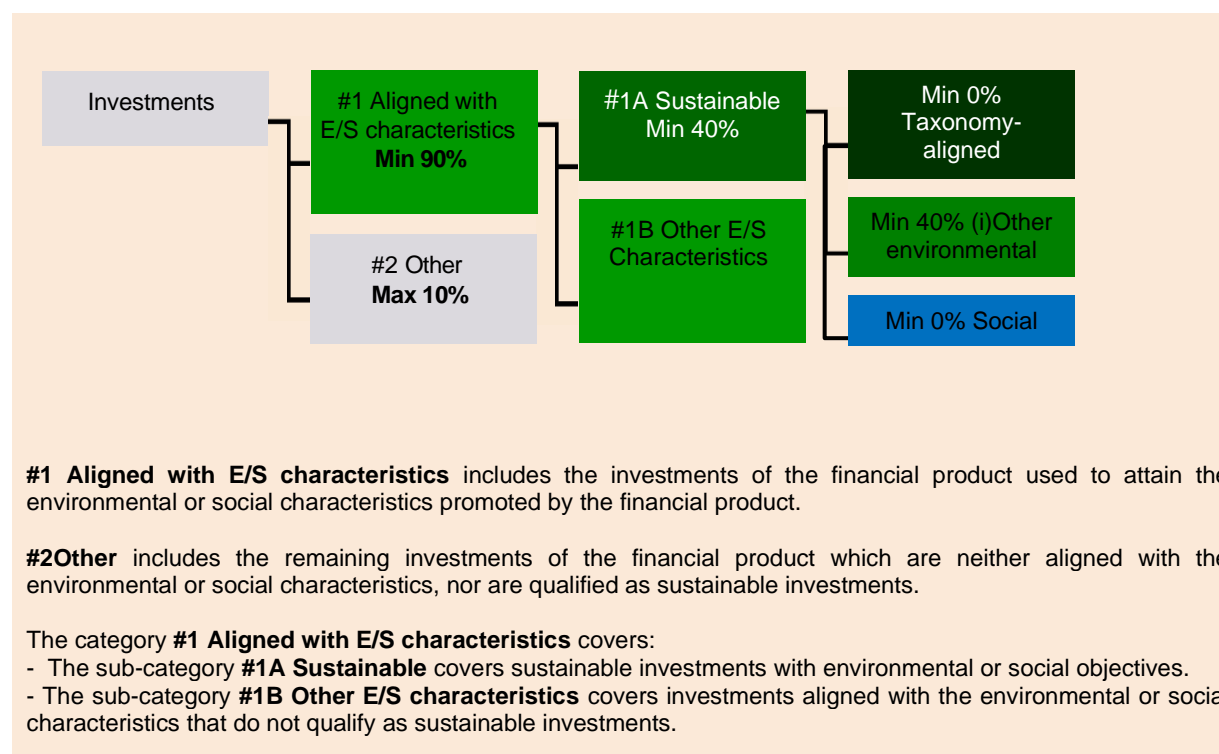 Investments
#1 Aligned with
E/S characteristics
Min 90%
#2 Other
Max 10%
#1A Sustainable
Min 40%
#1B Other E/S
Characteristics
Min 0%
Taxonomy-
aligned
Min 40% (i)Other
environmental
Min 0% Social
#1 Aligned with E/S characteristics includes the investments of the financial product used to attain the
environmental or social characteristics promoted by the financial product.
#2Other includes the remaining investments of the financial product which are neither aligned with the
environmental or social characteristics, nor are qualified as sustainable investments.
The category #1 Aligned with E/S characteristics covers:
- The sub-category #1A Sustainable covers sustainable investments with environmental or social objectives.
- The sub-category #1B Other E/S characteristics covers investments aligned with the environmental or social
characteristics that do not qualify as sustainable investments.